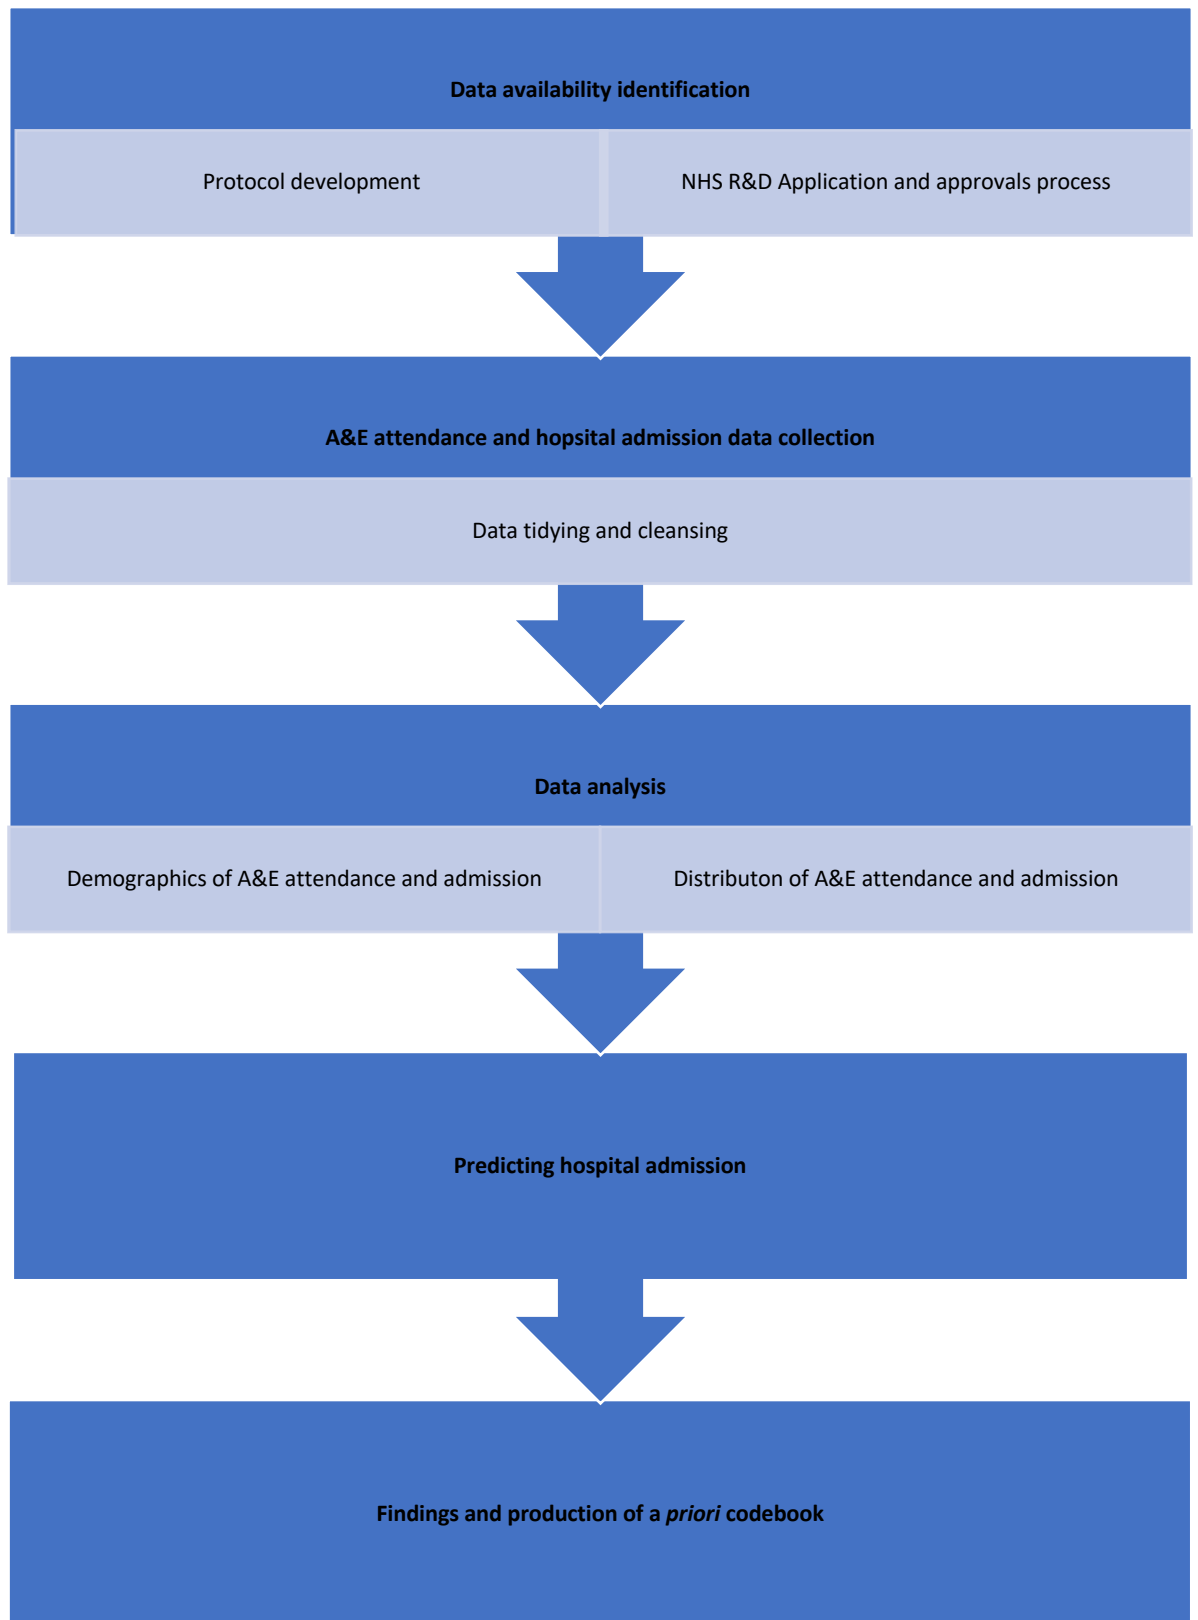 Data availability identification
Protocol development
NHS R&D Application and approvals process
A&E attendance and hopsital admission data collection
Data tidying and cleansing
Data analysis
Demographics of A&E attendance and admission
Distributon of A&E attendance and admission
Predicting hospital admission
Findings and production of a priori codebook